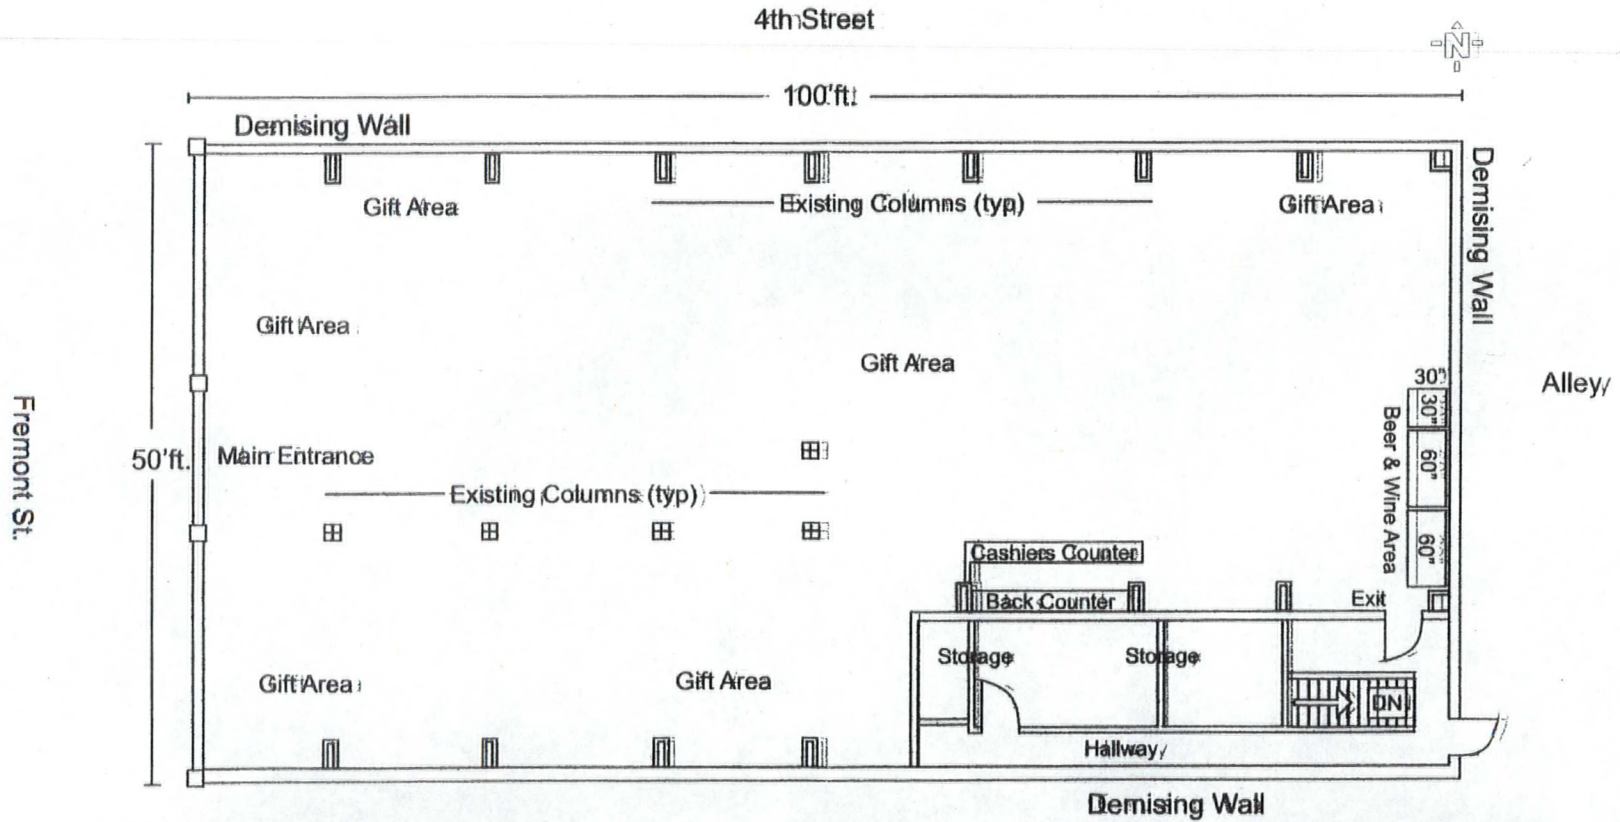 4th Street
N
100'ft.
Demising Wall
Demising Wall
Gift Area
Existing Columns (typ)
Gift Area
Gift Area
Gift Area
30"
30"
60"
60"
Beer & Wine Area
Alley
Fremont St.
50'ft.
Main Entrance
Existing Columns (typ)
Cashiers Counter
Back Counter
Exit
Storage
Storage
Gift Area
Gift Area
DN
Hallway
Demising Wall